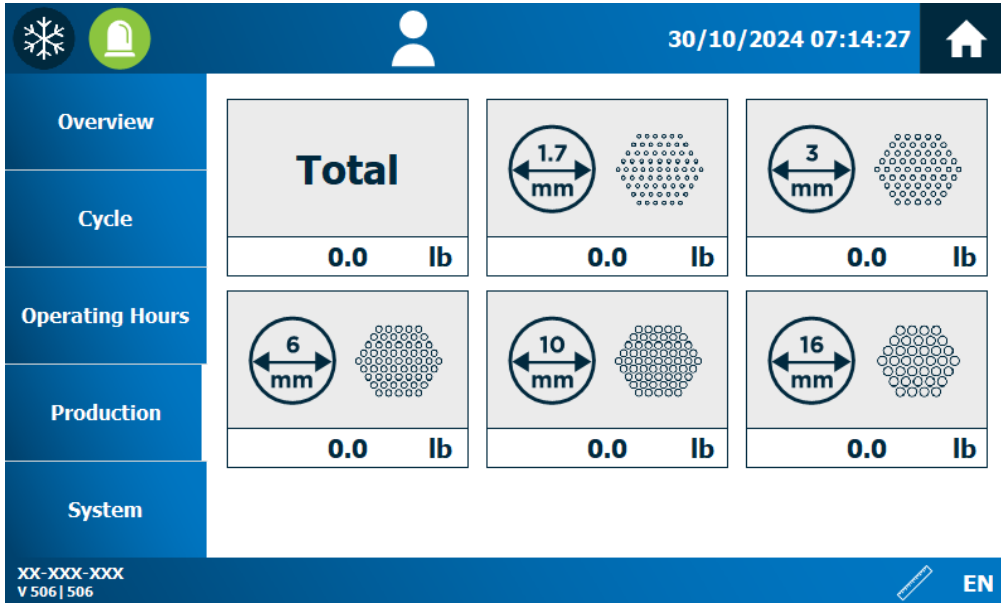 30/10/2024 07:14:27
Overview
Cycle
Operating Hours
Production
System
Total
0.0 lb
1.7
mm
0.0 lb
3
mm
0.0 lb
6
mm
0.0 lb
10
mm
0.0 lb
16
mm
0.0 lb
XX-XXX-XXX
V 506 | 506
EN